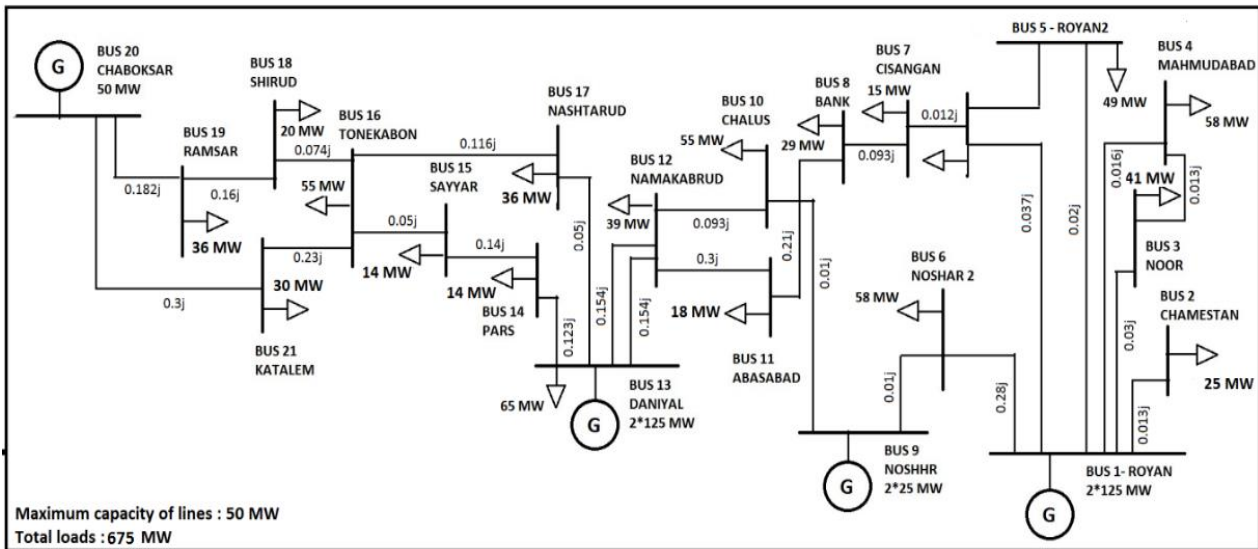 G
BUS 20
CHABOKSAR
50 MW
BUS 18
SHIRUD
20 MW
BUS 19
RAMSAR
0.182j
0.16j
36 MW
0.074j
BUS 16
TONEKABON
55 MW
0.23j
30 MW
0.3j
BUS 21
KATALEM
0.116j
BUS 17
NASHTARUD
36 MW
BUS 15
SAYYAR
0.05j
14 MW
0.14j
14 MW
BUS 14
PARS
0.123j
0.05j
0.154j
0.154j
65 MW
G
BUS 13
DANIYAL
2*125 MW
BUS 12
NAMAKABRUD
39 MW
0.093j
0.3j
BUS 10
CHALUS
55 MW
18 MW
BUS 11
ABASABAD
0.21j
0.01j
BUS 8
BANK
29 MW
0.093j
BUS 7
CISANGAN
15 MW
0.012j
BUS 6
NOSHAR 2
58 MW
0.01j
0.28j
G
BUS 9
NOSHHR
2*25 MW
BUS 5 - ROYAN2
49 MW
0.037j
0.02j
BUS 4
MAHMUDABAD
58 MW
0.016j
0.013j
41 MW
BUS 3
NOOR
0.03j
BUS 2
CHAMESTAN
25 MW
0.013j
G
BUS 1- ROYAN
2*125 MW
Maximum capacity of lines : 50 MW
Total loads : 675 MW